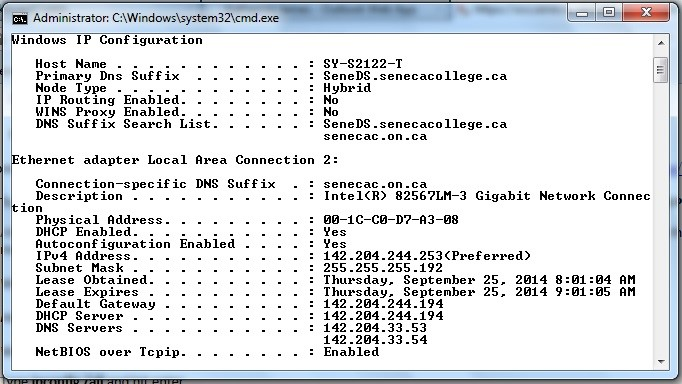 Administrator: C:\Windows\system32\cmd.exe
Windows IP Configuration
Host Name . . . . . . . . . . . . : SY-S2122-T
Primary Dns Suffix . . . . . . . : SeneDS.senecacollege.ca
Node Type . . . . . . . . . . . . : Hybrid
IP Routing Enabled. . . . . . . . : No
WINS Proxy Enabled. . . . . . . . : No
DNS Suffix Search List. . . . . . : SeneDS.senecacollege.ca
senecac.on.ca
Ethernet adapter Local Area Connection 2:
Connection-specific DNS Suffix . : senecac.on.ca
Description . . . . . . . . . . . : Intel(R) 82567LM-3 Gigabit Network Connec
tion
Physical Address. . . . . . . . . : 00-1C-C0-D7-A3-08
DHCP Enabled. . . . . . . . . . . : Yes
Autoconfiguration Enabled . . . . : Yes
IPv4 Address. . . . . . . . . . . : 142.204.244.253(Preferred)
Subnet Mask . . . . . . . . . . . : 255.255.255.192
Lease Obtained. . . . . . . . . . : Thursday, September 25, 2014 8:01:04 AM
Lease Expires . . . . . . . . . . : Thursday, September 25, 2014 9:01:05 AM
Default Gateway . . . . . . . . . : 142.204.244.194
DHCP Server . . . . . . . . . . . : 142.204.244.194
DNS Servers . . . . . . . . . . . : 142.204.33.53
142.204.33.54
NetBIOS over Tcpip. . . . . . . . : Enabled